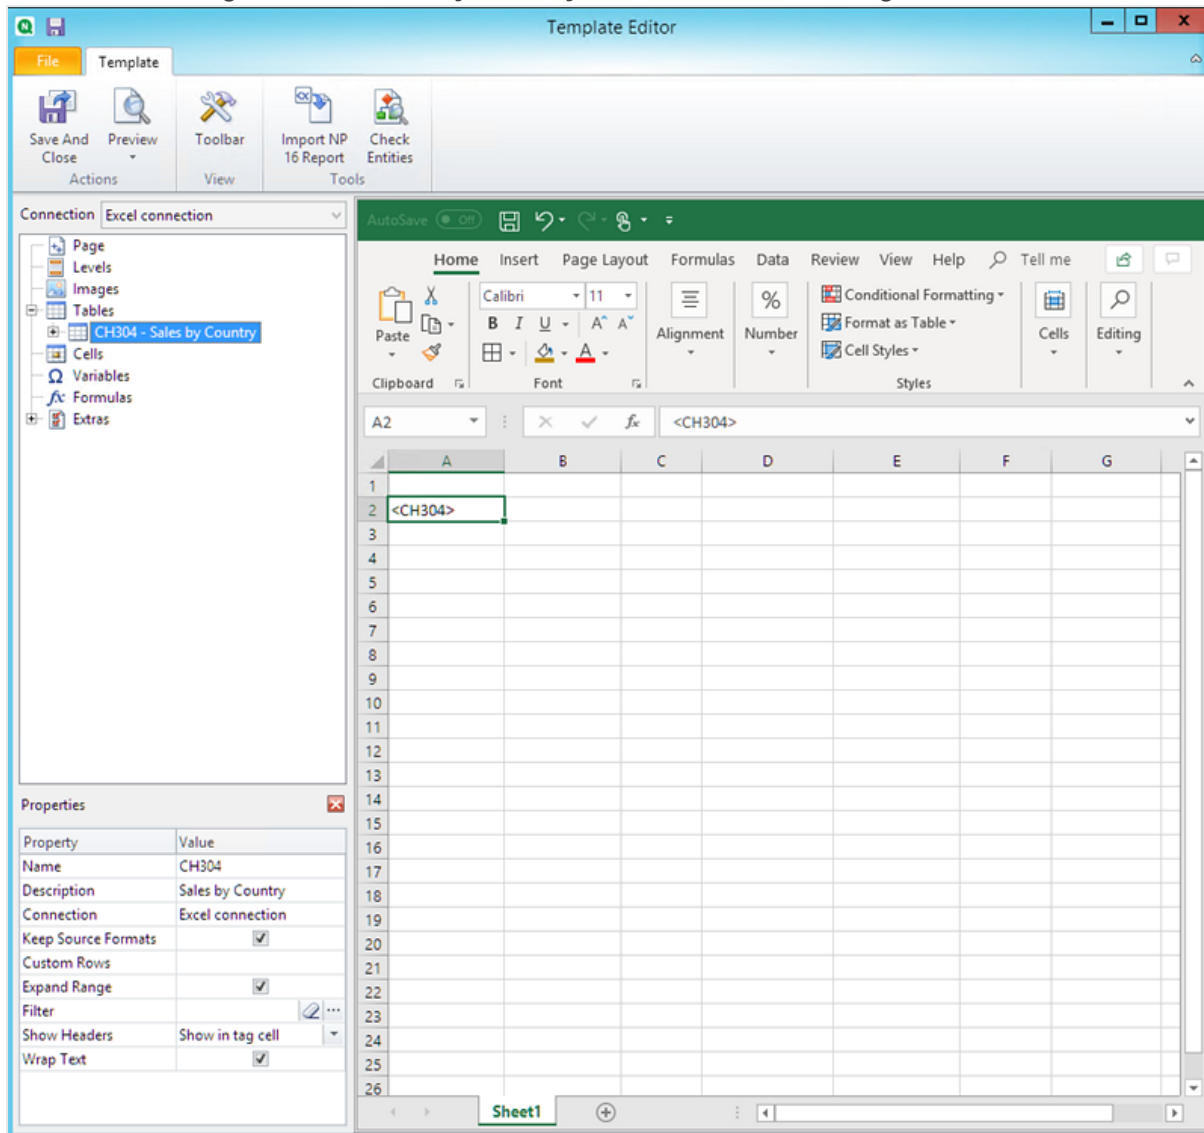 Template Editor
File Template
Save And Close
Preview
Toolbar
Import NP 16 Report
Check Entities
Actions View Tools
Connection Excel connection
Page
Levels
Images
Tables
CH304 - Sales by Country
Cells
Variables
Formulas
Extras
Properties
Property Value
Name CH304
Description Sales by Country
Connection Excel connection
Keep Source Formats
Custom Rows
Expand Range
Filter
Show Headers Show in tag cell
Wrap Text
AutoSave Off
Home Insert Page Layout Formulas Data Review View Help Tell me
Paste
Calibri 11
B I U A A
A
Alignment
% Number
Conditional Formatting
Format as Table
Cell Styles
Cells
Editing
Clipboard Font Styles
A2 fx <CH304>
A B C D E F G
1
2 <CH304>
3
4
5
6
7
8
9
10
11
12
13
14
15
16
17
18
19
20
21
22
23
24
25
26
Sheet1